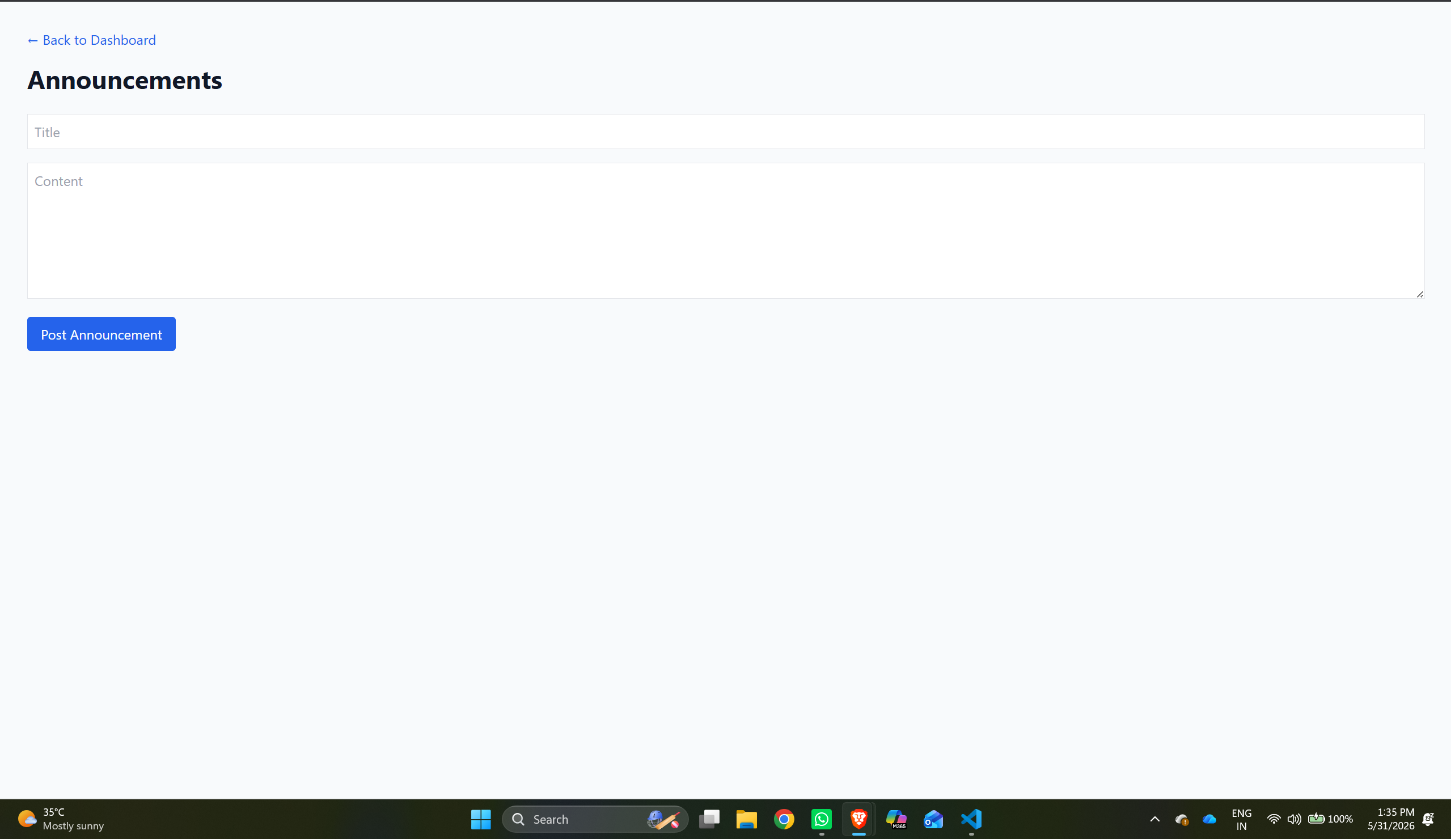 ← Back to Dashboard
Announcements
Title
Content
Post Announcement
35°C
Mostly sunny
Search
M365
ENG
IN
100%
1:35 PM
5/31/2026